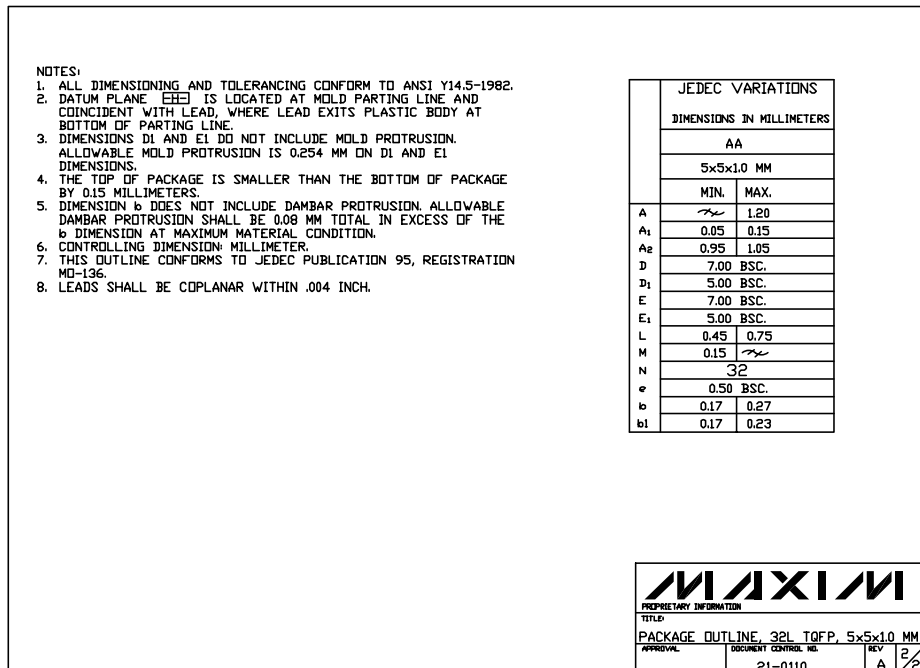 NOTES:
1. ALL DIMENSIONING AND TOLERANCING CONFORM TO ANSI Y14.5-1982.
2. DATUM PLANE -H- IS LOCATED AT MOLD PARTING LINE AND
COINCIDENT WITH LEAD, WHERE LEAD EXITS PLASTIC BODY AT
BOTTOM OF PARTING LINE.
3. DIMENSIONS D1 AND E1 DO NOT INCLUDE MOLD PROTRUSION.
ALLOWABLE MOLD PROTRUSION IS 0.254 MM ON D1 AND E1
DIMENSIONS.
4. THE TOP OF PACKAGE IS SMALLER THAN THE BOTTOM OF PACKAGE
BY 0.15 MILLIMETERS.
5. DIMENSION b DOES NOT INCLUDE DAMBAR PROTRUSION. ALLOWABLE
DAMBAR PROTRUSION SHALL BE 0.08 MM TOTAL IN EXCESS OF THE
b DIMENSION AT MAXIMUM MATERIAL CONDITION.
6. CONTROLLING DIMENSION: MILLIMETER.
7. THIS OUTLINE CONFORMS TO JEDEC PUBLICATION 95, REGISTRATION
MO-136.
8. LEADS SHALL BE COPLANAR WITHIN .004 INCH.
JEDEC VARIATIONS
DIMENSIONS IN MILLIMETERS
AA
5x5x1.0 MM
MIN. MAX.
A 1.20
A1 0.05 0.15
A2 0.95 1.05
D 7.00 BSC.
D1 5.00 BSC.
E 7.00 BSC.
E1 5.00 BSC.
L 0.45 0.75
M 0.15
N 32
e 0.50 BSC.
b 0.17 0.27
b1 0.17 0.23
MAXIM
PROPRIETARY INFORMATION
TITLE:
PACKAGE OUTLINE, 32L TQFP, 5x5x1.0 MM
APPROVAL DOCUMENT CONTROL NO. REV 2/2
21-0110 A